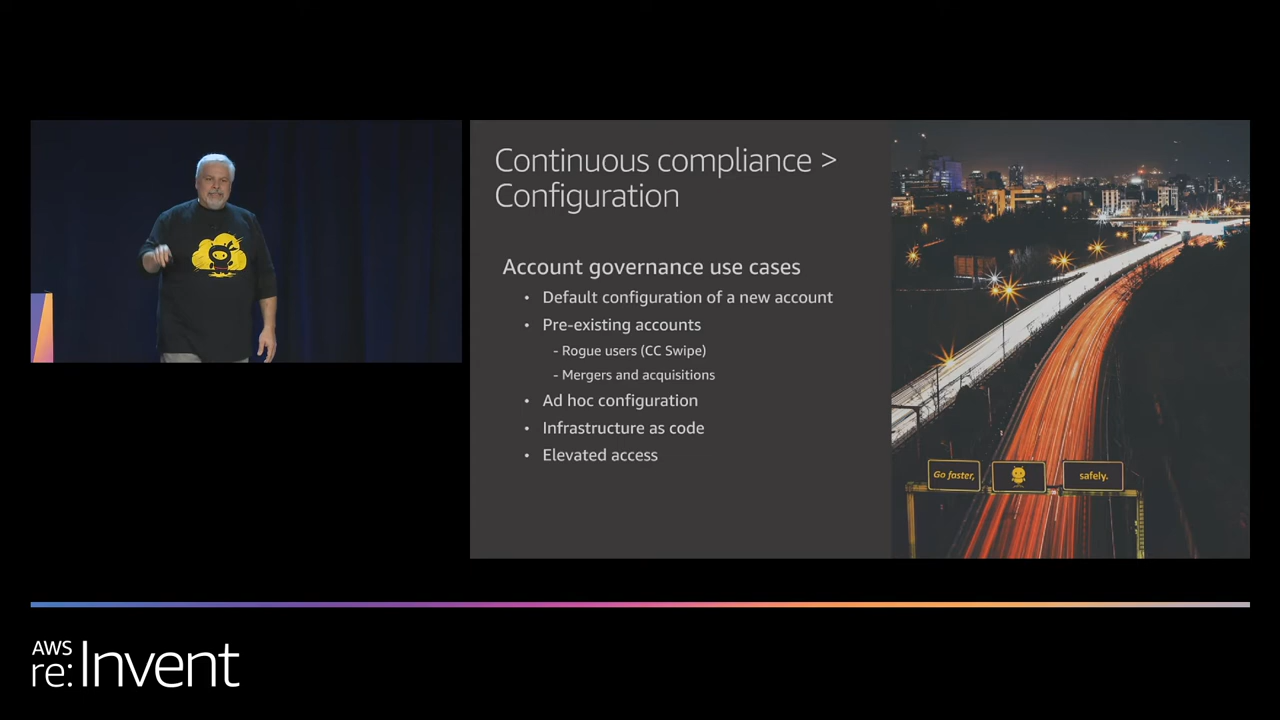 Continuous compliance >
Configuration
Account governance use cases
• Default configuration of a new account
• Pre-existing accounts
- Rogue users (CC Swipe)
- Mergers and acquisitions
• Ad hoc configuration
• Infrastructure as code
• Elevated access
Go faster,
safely.
AWS
re:Invent